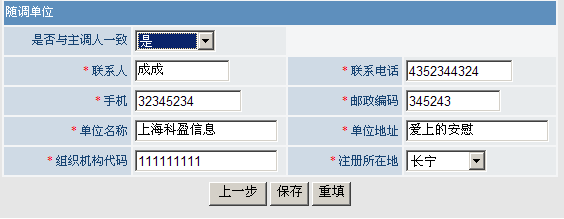 随调单位
是否与主调人一致 是
* 联系人 成成 * 联系电话 4352344324
* 手机 32345234 * 邮政编码 345243
* 单位名称 上海科盈信息 * 单位地址 爱上的安慰
* 组织机构代码 111111111 * 注册所在地 长宁
上一步 保存 重填